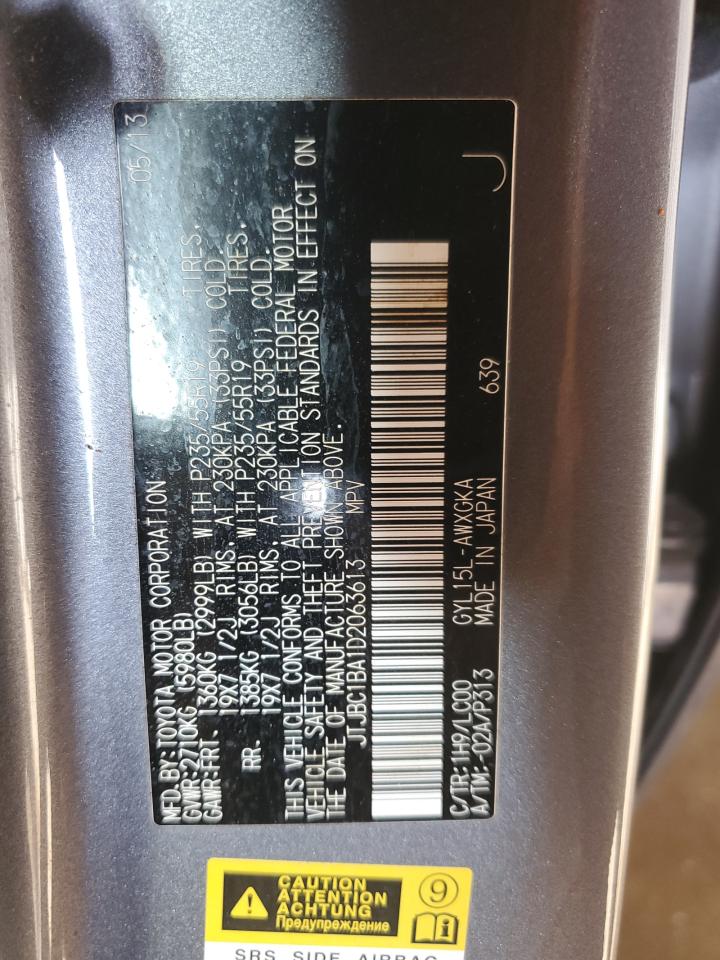 MFD.BY:TOYOTA MOTOR CORPORATION 05/13
GVWR:2710KG (5980LB)
GAWR:FRT. 1360KG (2999LB) WITH P235/55R19 TIRES.
19X7 1/2J RIMS. AT 230KPA (33PSI) COLD.
RR. 1385KG (3056LB) WITH P235/55R19 TIRES.
19X7 1/2J RIMS. AT 230KPA (33PSI) COLD.
THIS VEHICLE CONFORMS TO ALL APPLICABLE FEDERAL MOTOR
VEHICLE SAFETY AND THEFT PREVENTION STANDARDS IN EFFECT ON
THE DATE OF MANUFACTURE SHOWN ABOVE.
JTJBC1BA1D2063613 MPV
C/TR: 1H9/LC00 GYL15L-AWXGKA
A/TM:-02A/P313 MADE IN JAPAN 639 J
CAUTION
ATTENTION
ACHTUNG
Предупреждение
9
i
SRS SIDE AIRBAG